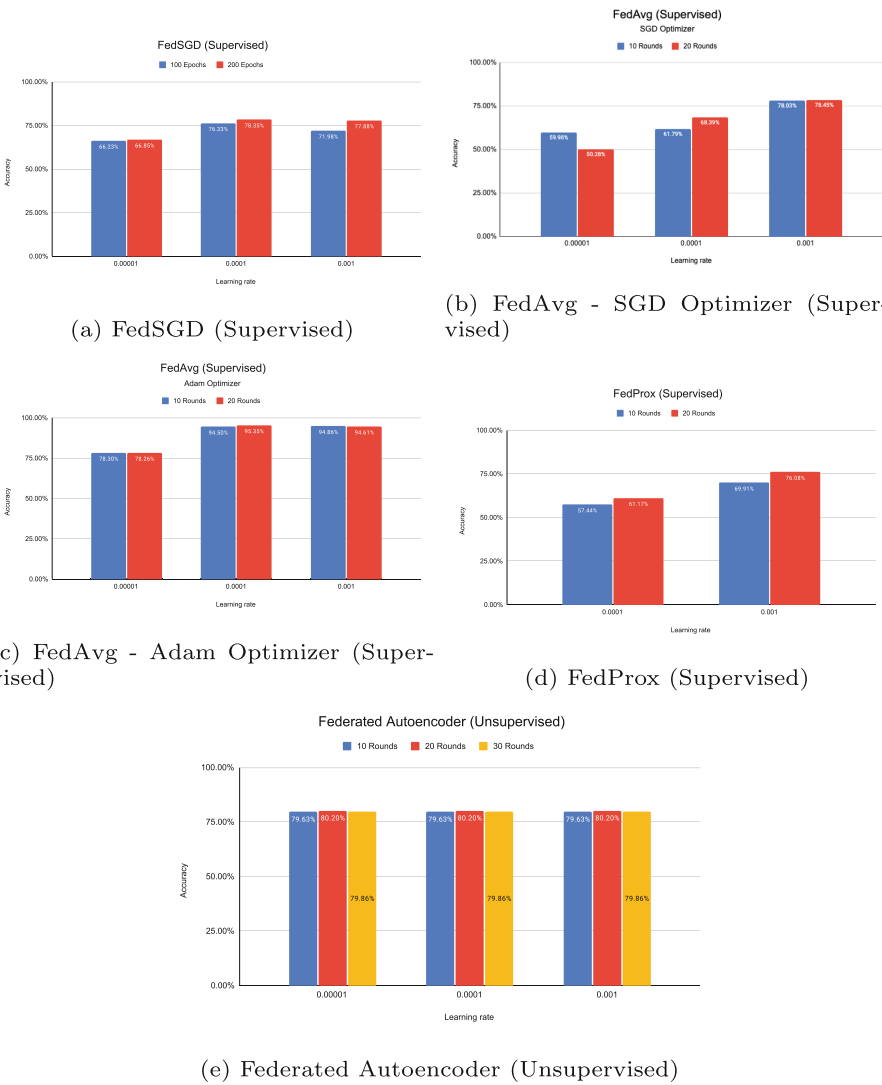 FedSGD (Supervised)
100 Epochs 200 Epochs
100.00%
75.00%
50.00%
25.00%
0.00%
Accuracy
66.23% 66.85%
76.33% 78.35%
71.98% 77.88%
0.00001 0.0001 0.001
Learning rate
(a) FedSGD (Supervised)
FedAvg (Supervised)
SGD Optimizer
10 Rounds 20 Rounds
100.00%
75.00%
50.00%
25.00%
0.00%
Accuracy
59.98% 50.28%
61.79% 68.39%
78.03% 78.45%
0.00001 0.0001 0.001
Learning rate
(b) FedAvg - SGD Optimizer (Super-
vised)
FedAvg (Supervised)
Adam Optimizer
10 Rounds 20 Rounds
100.00%
75.00%
50.00%
25.00%
0.00%
Accuracy
78.30% 78.26%
94.50% 95.35%
94.86% 94.61%
0.00001 0.0001 0.001
Learning rate
c) FedAvg - Adam Optimizer (Super-
vised)
FedProx (Supervised)
10 Rounds 20 Rounds
100.00%
75.00%
50.00%
25.00%
0.00%
Accuracy
57.44% 61.17%
69.91% 76.08%
0.0001 0.001
Learning rate
(d) FedProx (Supervised)
Federated Autoencoder (Unsupervised)
10 Rounds 20 Rounds 30 Rounds
100.00%
75.00%
50.00%
25.00%
0.00%
Accuracy
79.63% 80.20% 79.86%
79.63% 80.20% 79.86%
79.63% 80.20% 79.86%
0.00001 0.0001 0.001
Learning rate
(e) Federated Autoencoder (Unsupervised)